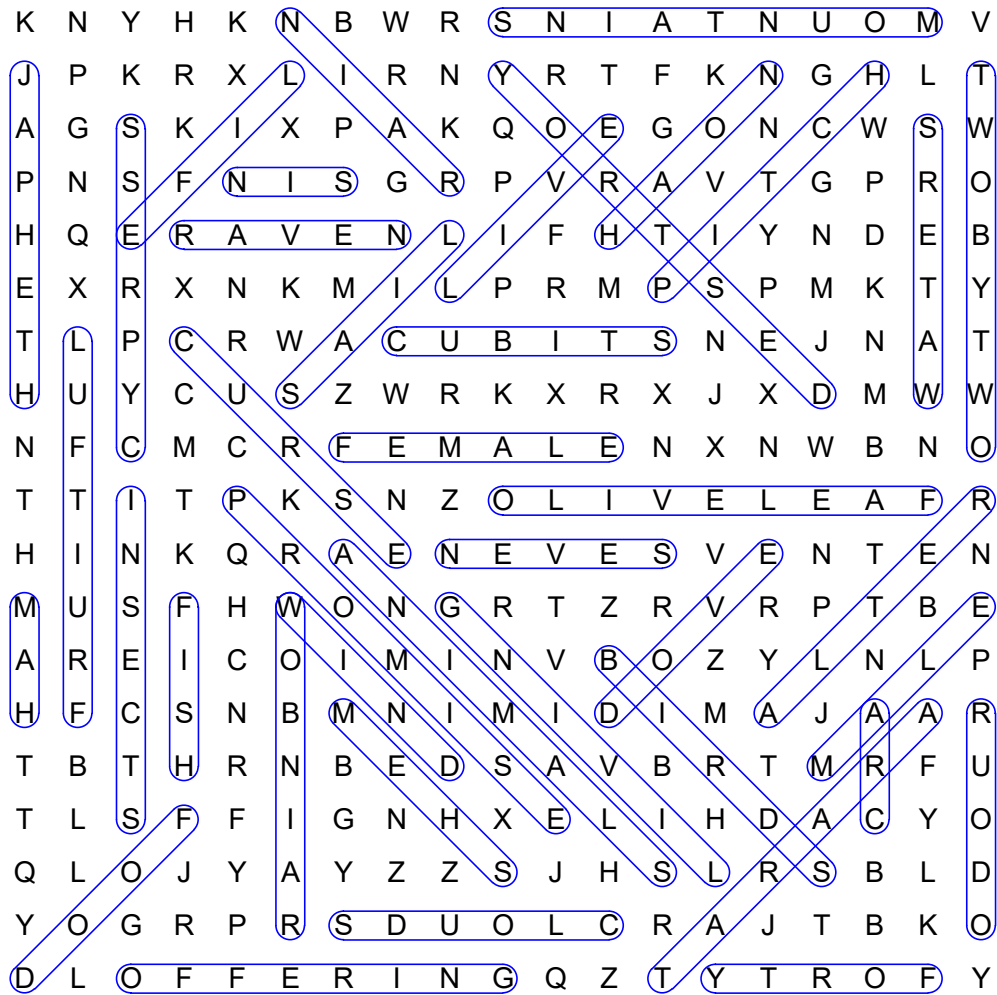 K N Y H K N B W R S N I A T N U O M V
J P K R X L I R N Y R T F K N G H L T
A G S K I X P A K Q O E G O N C W S W
P N S F N I S G R P V R A V T G P R O
H Q E R A V E N L I F H T I Y N D E B
E X R X N K M I L P R M P S P M K T Y
T L P C R W A C U B I T S N E J N A T
H U Y C U S Z W R K X R X J X D M W W
N F C M C R F E M A L E N X N W B N O
T T I T P K S N Z O L I V E L E A F R
H I N K Q R A E N E V E S V E N T E N
M U S F H W O N G R T Z R V R P T B E
A R E I C O I M I N V B O Z Y L N L P
H F C S N B M N I M I D I M A J A A R
T B T H R N B E D S A V B R T M R F U
T L S F F I G N H X E L I H D A C Y O
Q L O J Y A Y Z Z S J H S L R S B L D
Y O G R P R S D U O L C R A J T B K O
D L O F F E R I N G Q Z T Y T R O F Y